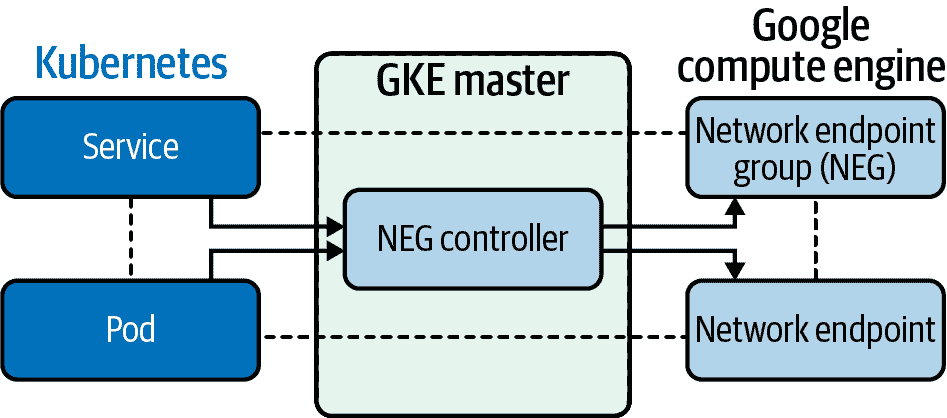 Kubernetes
GKE master
Google
compute engine
Service
Network endpoint
group (NEG)
NEG controller
Pod
Network endpoint